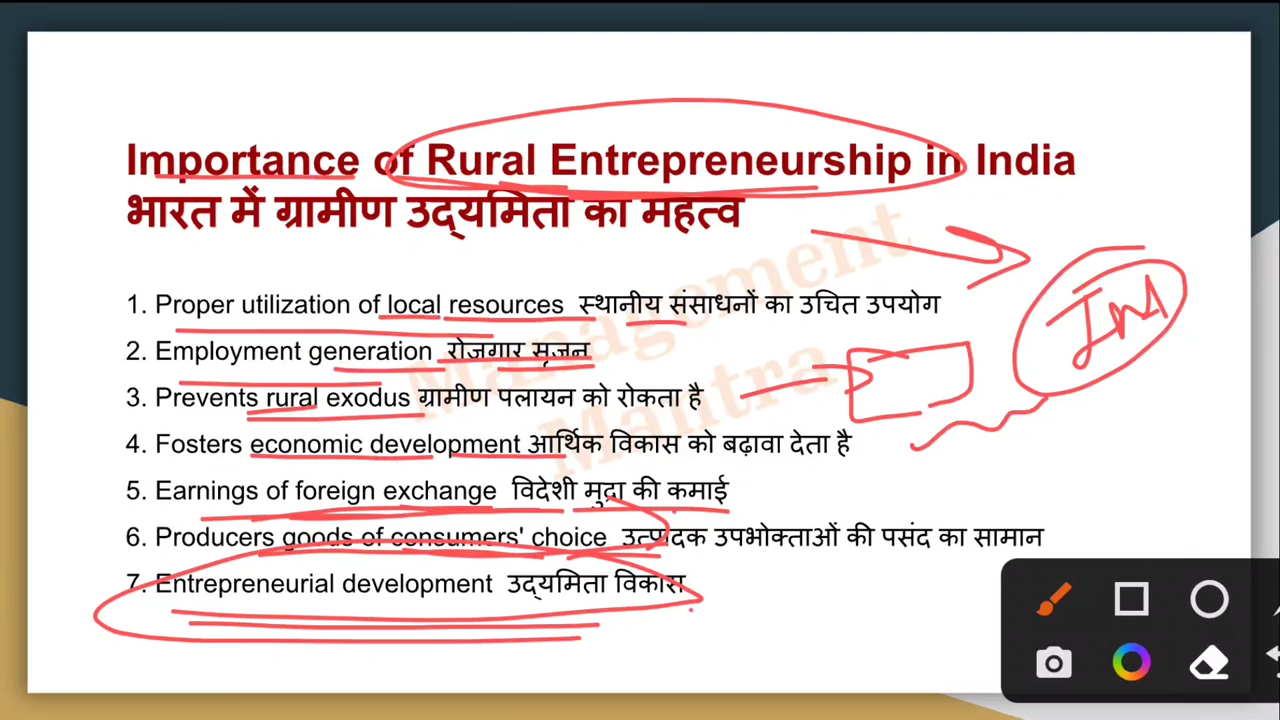 Importance of Rural Entrepreneurship in India
भारत में ग्रामीण उद्यमिता का महत्व
1. Proper utilization of local resources स्थानीय संसाधनों का उचित उपयोग
2. Employment generation रोजगार सृजन
3. Prevents rural exodus ग्रामीण पलायन को रोकता है
4. Fosters economic development आर्थिक विकास को बढ़ावा देता है
5. Earnings of foreign exchange विदेशी मुद्रा की कमाई
6. Producers goods of consumers' choice उत्पादक उपभोक्ताओं की पसंद का सामान
7. Entrepreneurial development उद्यमिता विकास
Management
Mantra